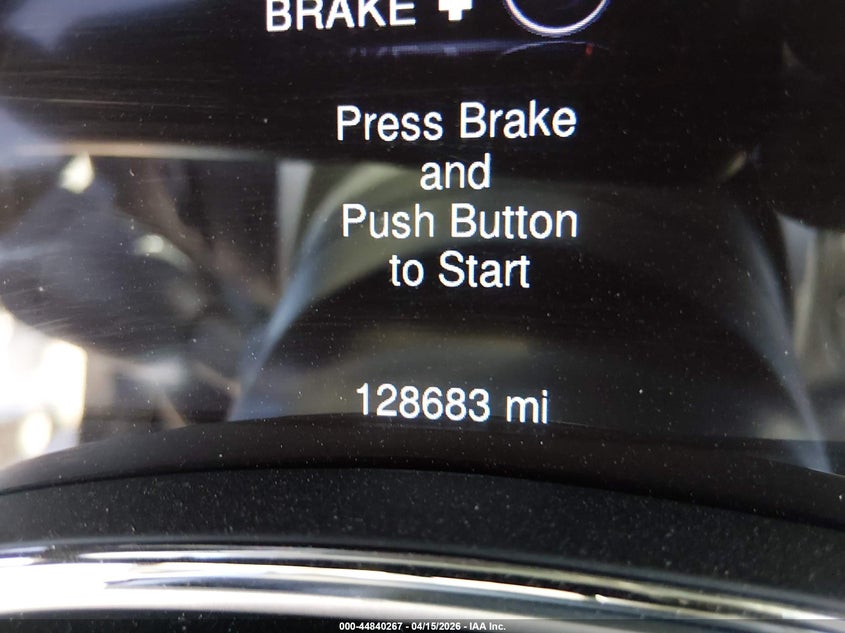 BRAKE +
Press Brake
and
Push Button
to Start
128683 mi
000-44840267 - 04/15/2026 - IAA Inc.